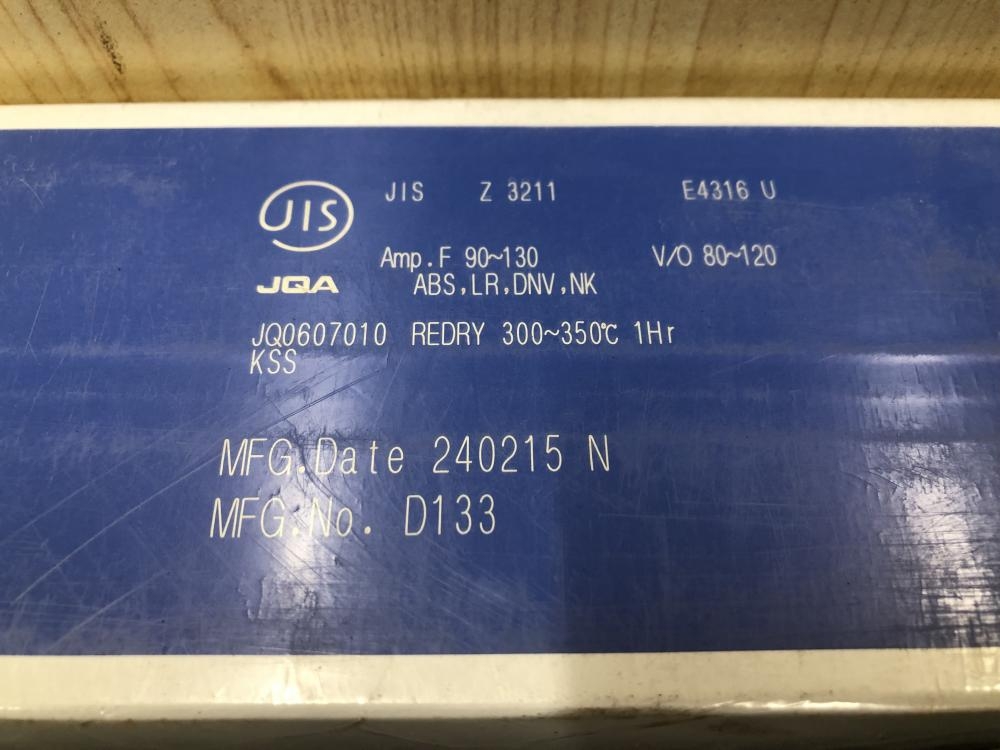 JIS JIS Z 3211 E4316 U
Amp.F 90~130 V/O 80~120
JQA ABS,LR,DNV,NK
JQ0607010 REDRY 300~350℃ 1Hr
KSS
MFG.Date 240215 N
MFG.No. D133